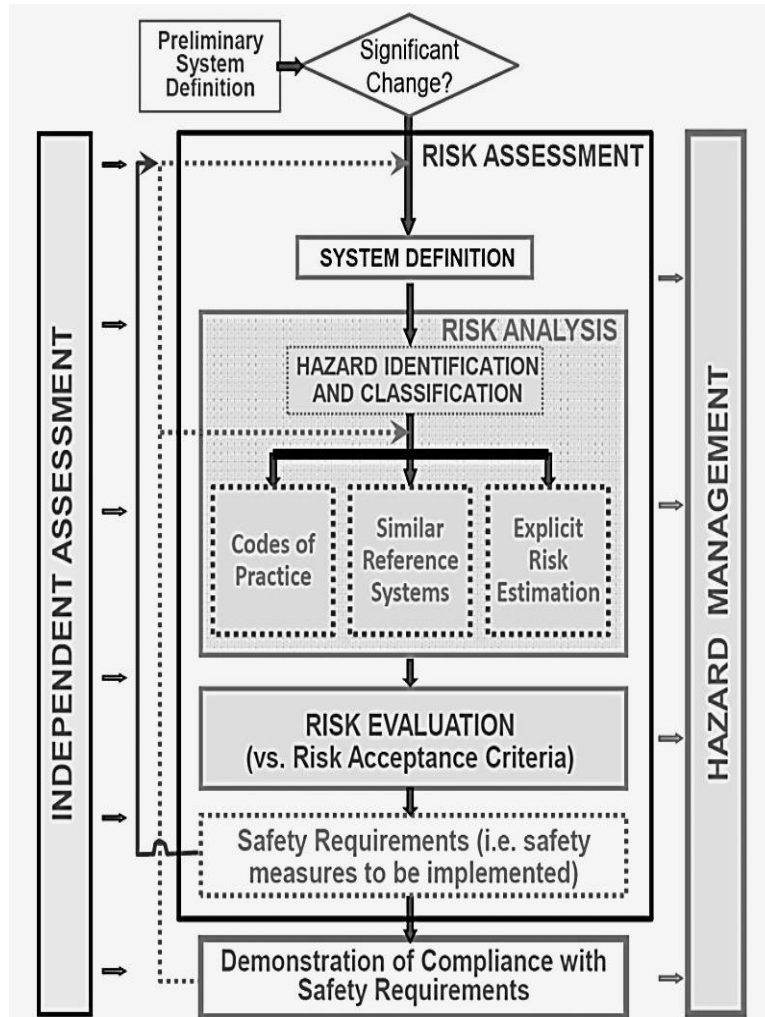 Preliminary
System
Definition
Significant
Change?
RISK ASSESSMENT
SYSTEM DEFINITION
RISK ANALYSIS
HAZARD IDENTIFICATION
AND CLASSIFICATION
Codes of
Practice
Similar
Reference
Systems
Explicit
Risk
Estimation
RISK EVALUATION
(vs. Risk Acceptance Criteria)
Safety Requirements (i.e. safety
measures to be implemented)
Demonstration of Compliance with
Safety Requirements
INDEPENDENT ASSESSMENT
HAZARD MANAGEMENT